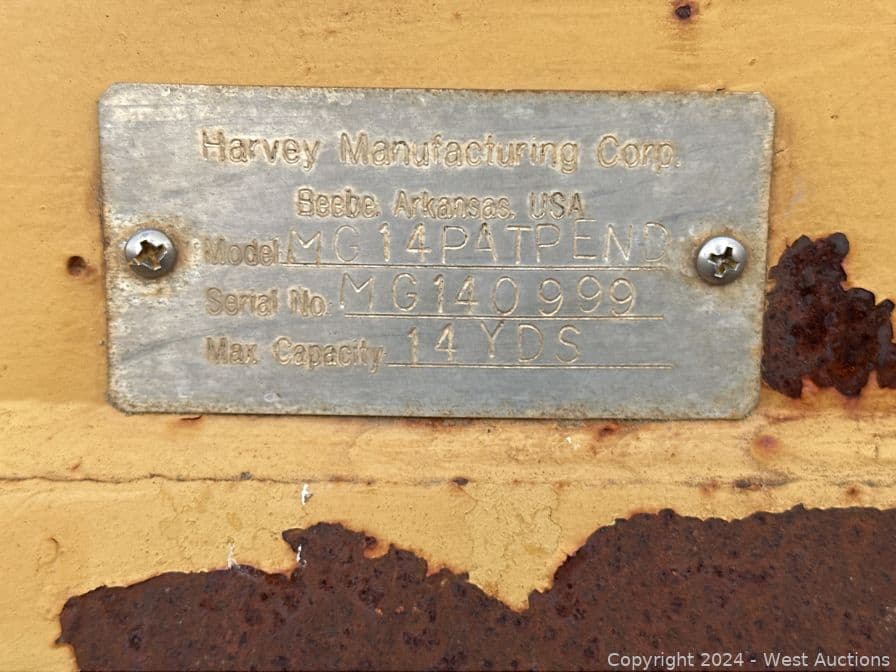 Harvey Manufacturing Corp.
Beebe, Arkansas, USA
Model MG14PATPEND
Serial No. MG140999
Max. Capacity 14 YDS
Copyright 2024 - West Auctions